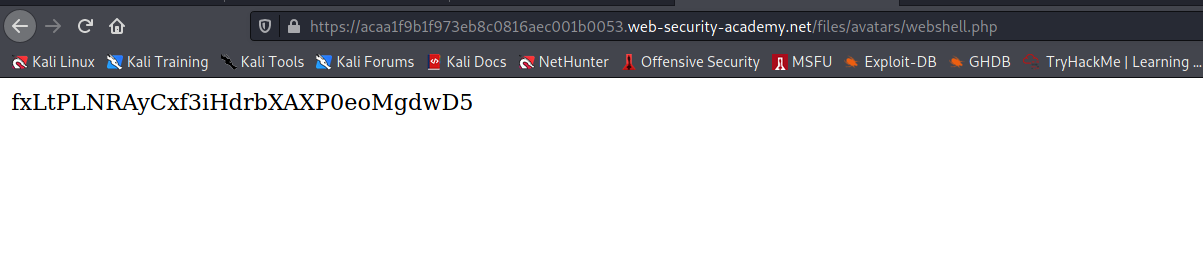 https://acaa1f9b1f973eb8c0816aec001b0053.web-security-academy.net/files/avatars/webshell.php
Kali Linux Kali Training Kali Tools Kali Forums Kali Docs NetHunter Offensive Security MSFU Exploit-DB GHDB TryHackMe | Learning ...
fxLtPLNRAyCxf3iHdrbXAXP0eoMgdwD5